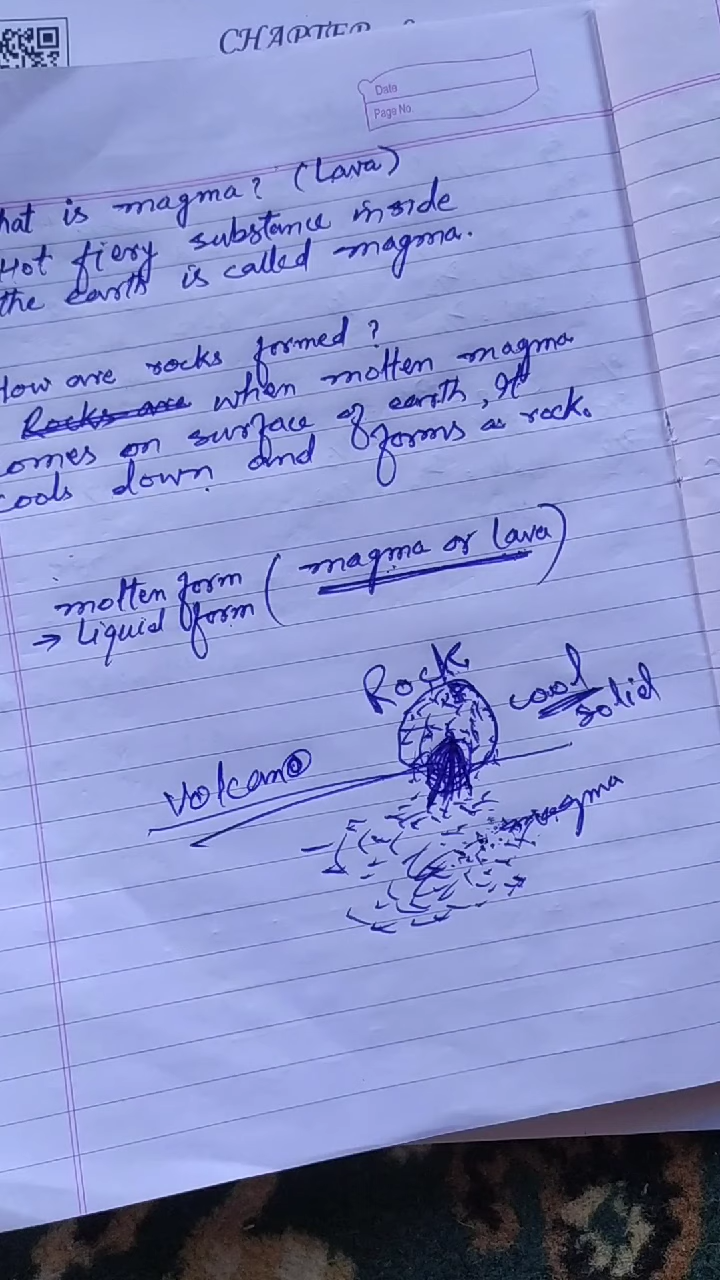 CHAPTER
Date
Page No.
hat is magma? (Lava)
Hot fiery substance inside
the earth is called magma.
How are rocks formed?
Rocks are when molten magma
omes on surface of earth, It
cools down and forms as rock.
molten form
→ Liquid form (magma or Lava)
Rock
cool
solid
Volcano
magma